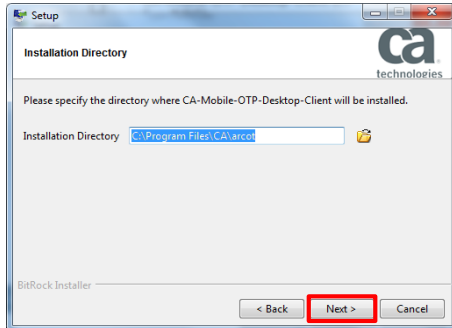 Setup
Installation Directory
ca
technologies
Please specify the directory where CA-Mobile-OTP-Desktop-Client will be installed.
Installation Directory C:\Program Files\CA\arcot
BitRock Installer
< Back Next > Cancel